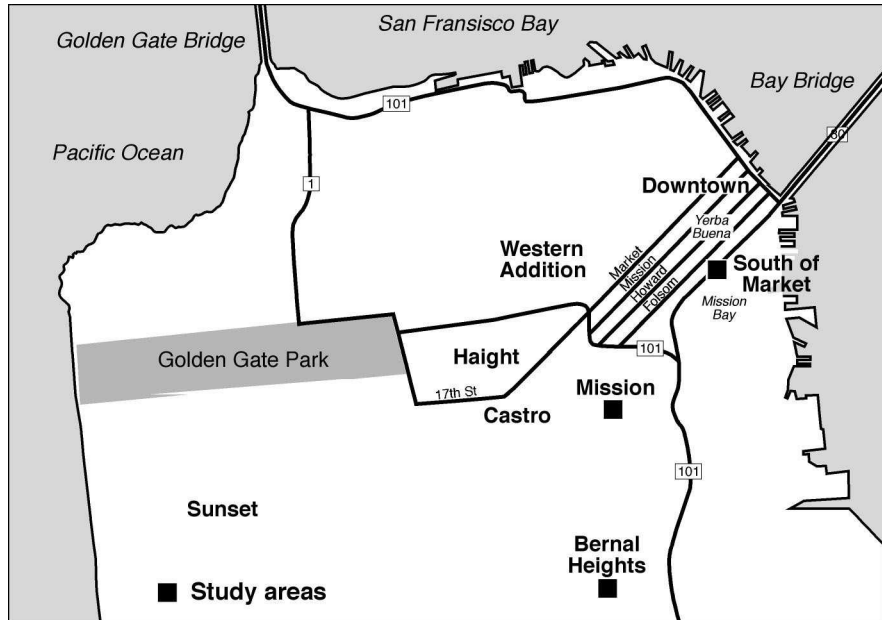 San Fransisco Bay
Golden Gate Bridge
Bay Bridge
101
80
Pacific Ocean
1
Downtown
Yerba
Buena
Western
Addition
Market
Mission
Howard
Folsom
South of
Market
Mission
Bay
101
Golden Gate Park
Haight
17th St
Mission
Castro
101
Sunset
Bernal
Heights
Study areas